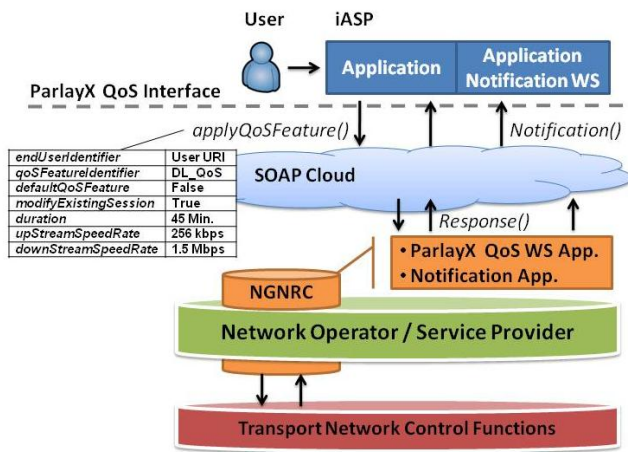 User
iASP
Application
Application
Notification WS
ParlayX QoS Interface
applyQoSFeature()
Notification()
endUserIdentifier User URI
qoSFeatureIdentifier DL_QoS
defaultQoSFeature False
modifyExistingSession True
duration 45 Min.
upStreamSpeedRate 256 kbps
downStreamSpeedRate 1.5 Mbps
SOAP Cloud
Response()
• ParlayX QoS WS App.
• Notification App.
NGNRC
Network Operator / Service Provider
Transport Network Control Functions